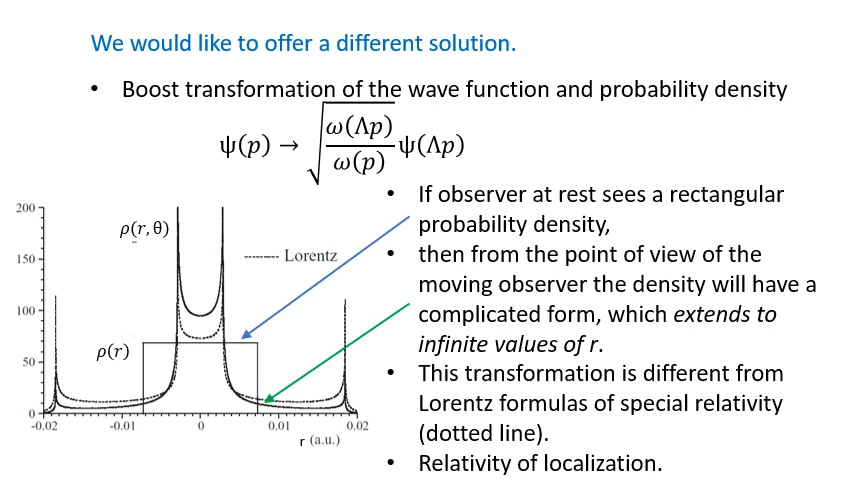 We would like to offer a different solution.
• Boost transformation of the wave function and probability density
ψ(p) → √(ω(Λp)/ω(p)) ψ(Λp)
• If observer at rest sees a rectangular
probability density,
• then from the point of view of the
moving observer the density will have a
complicated form, which extends to
infinite values of r.
• This transformation is different from
Lorentz formulas of special relativity
(dotted line).
• Relativity of localization.
200
ρ(r, θ)
Lorentz
150
100
ρ(r)
50
0
-0.02 -0.01 0 0.01 0.02
r (a.u.)